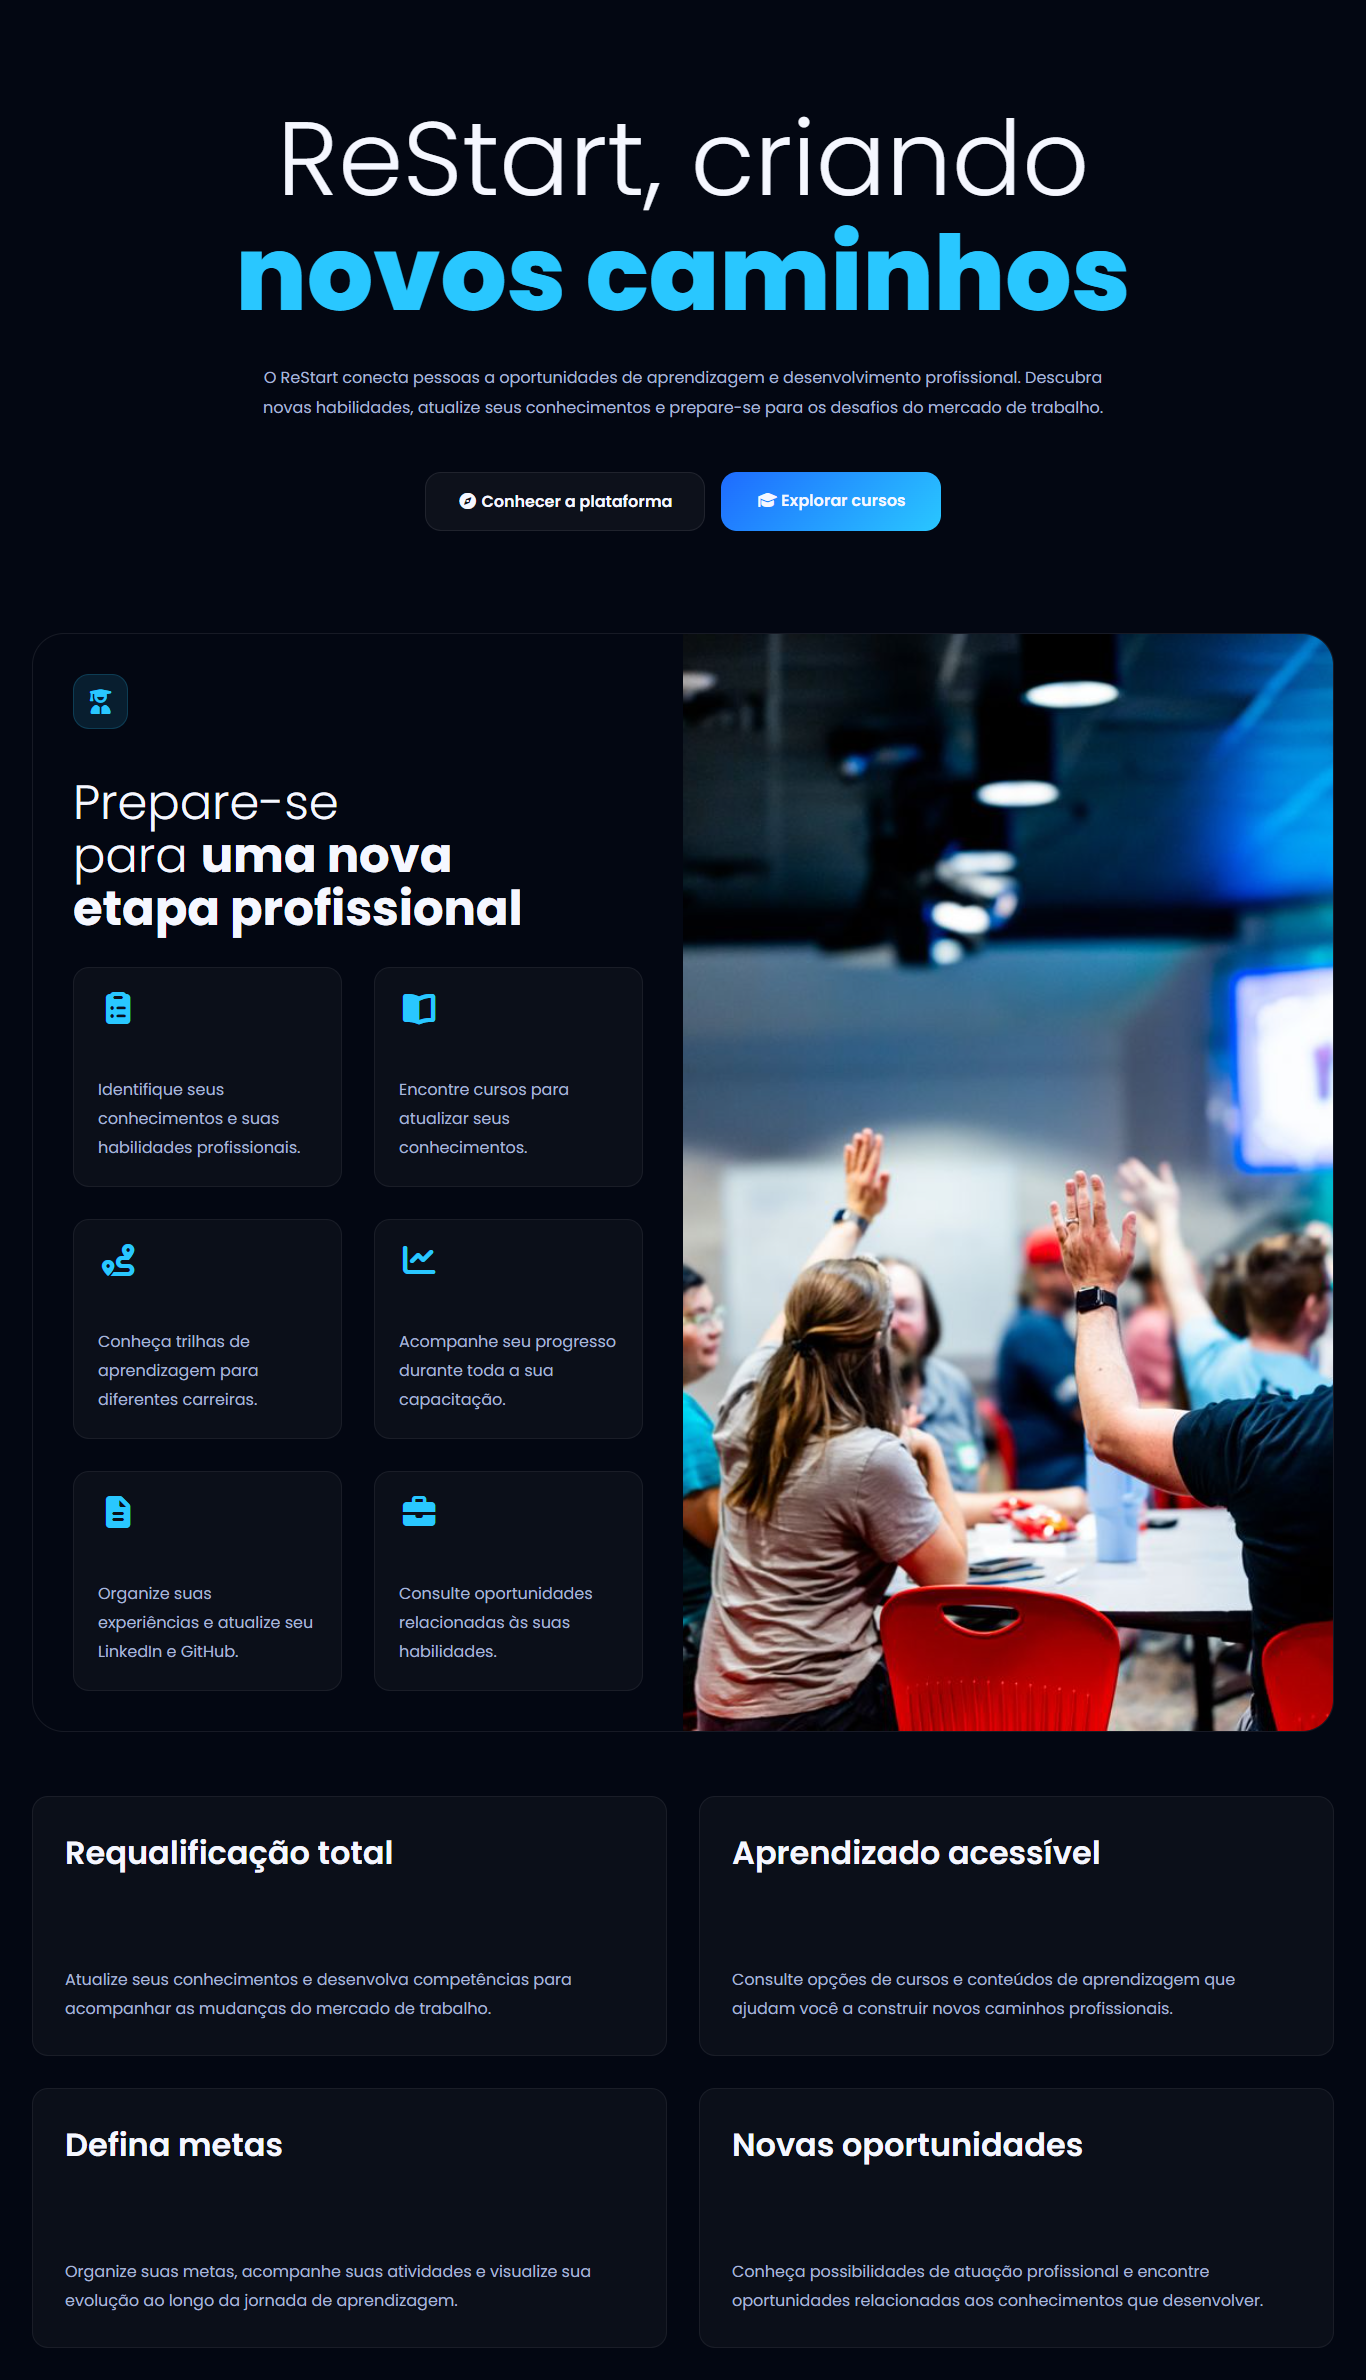 ReStart, criando
novos caminhos
O ReStart conecta pessoas a oportunidades de aprendizagem e desenvolvimento profissional. Descubra
novas habilidades, atualize seus conhecimentos e prepare-se para os desafios do mercado de trabalho.
Conhecer a plataforma
Explorar cursos
Prepare-se
para uma nova
etapa profissional
Identifique seus
conhecimentos e suas
habilidades profissionais.
Encontre cursos para
atualizar seus
conhecimentos.
Conheça trilhas de
aprendizagem para
diferentes carreiras.
Acompanhe seu progresso
durante toda a sua
capacitação.
Organize suas
experiências e atualize seu
LinkedIn e GitHub.
Consulte oportunidades
relacionadas às suas
habilidades.
Requalificação total
Atualize seus conhecimentos e desenvolva competências para
acompanhar as mudanças do mercado de trabalho.
Aprendizado acessível
Consulte opções de cursos e conteúdos de aprendizagem que
ajudam você a construir novos caminhos profissionais.
Defina metas
Organize suas metas, acompanhe suas atividades e visualize sua
evolução ao longo da jornada de aprendizagem.
Novas oportunidades
Conheça possibilidades de atuação profissional e encontre
oportunidades relacionadas aos conhecimentos que desenvolver.